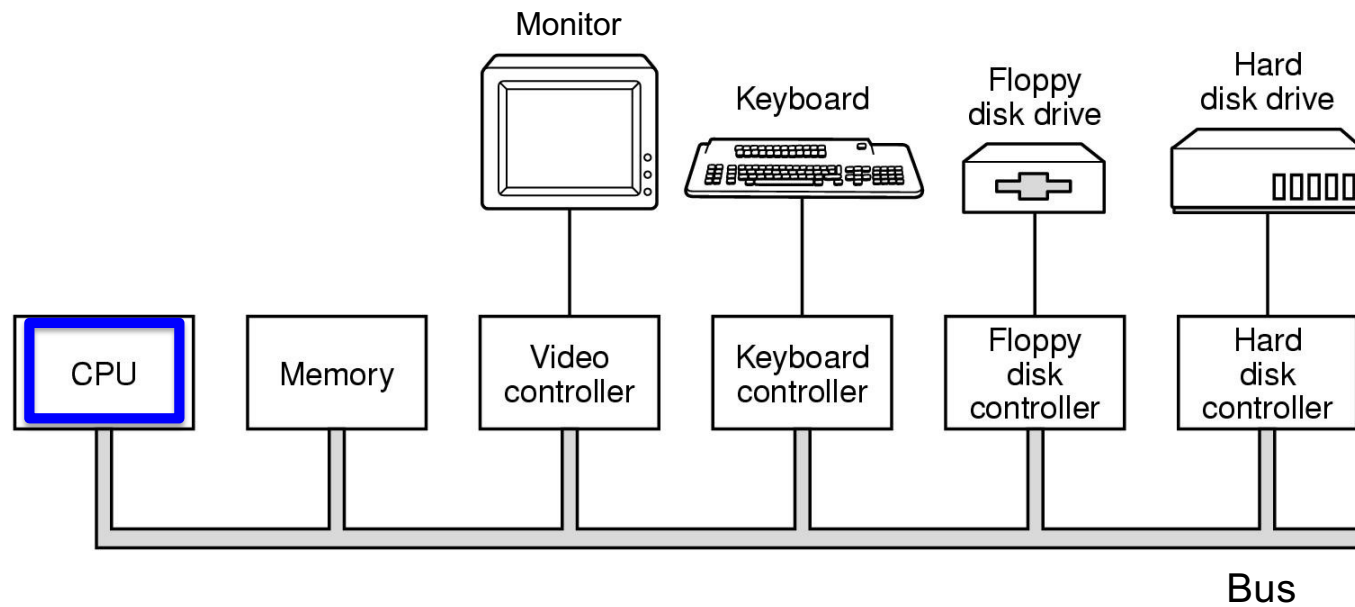 Monitor
Keyboard
Floppy
disk drive
Hard
disk drive
CPU
Memory
Video
controller
Keyboard
controller
Floppy
disk
controller
Hard
disk
controller
Bus